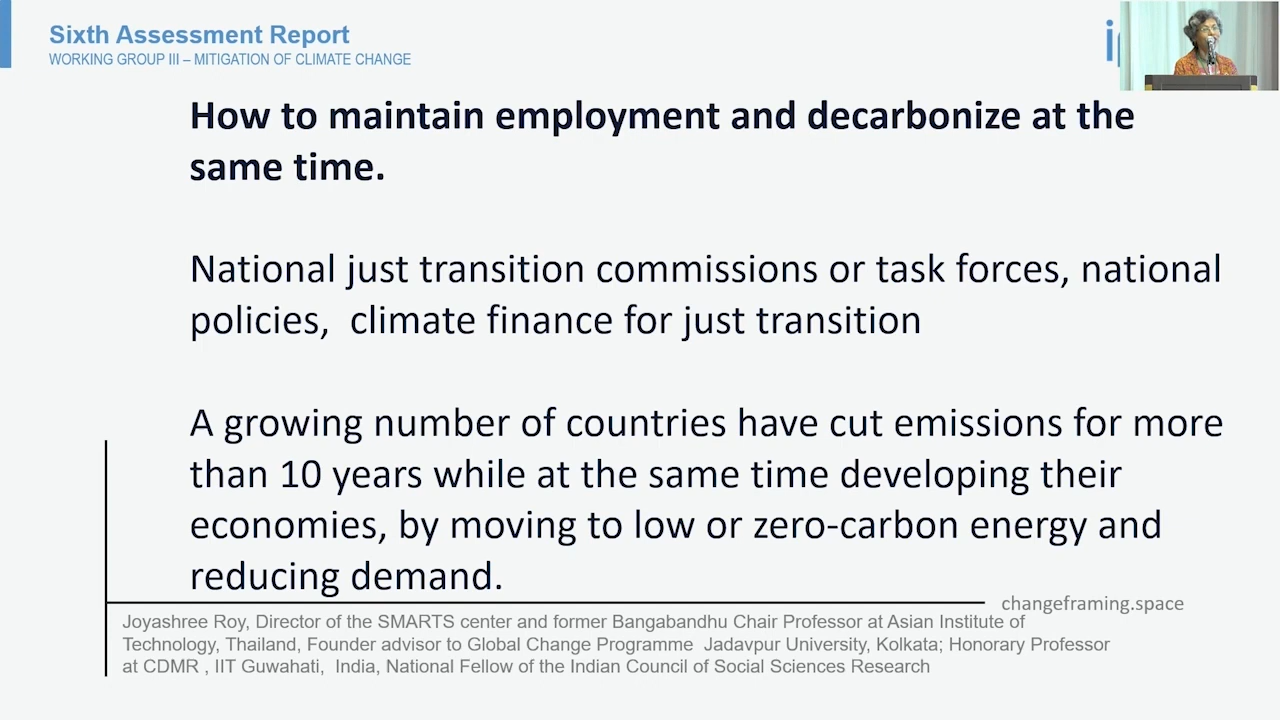 Sixth Assessment Report
WORKING GROUP III – MITIGATION OF CLIMATE CHANGE
How to maintain employment and decarbonize at the
same time.
National just transition commissions or task forces, national
policies,  climate finance for just transition
A growing number of countries have cut emissions for more
than 10 years while at the same time developing their
economies, by moving to low or zero-carbon energy and
reducing demand.
changeframing.space
Joyashree Roy, Director of the SMARTS center and former Bangabandhu Chair Professor at Asian Institute of
Technology, Thailand, Founder advisor to Global Change Programme  Jadavpur University, Kolkata; Honorary Professor
at CDMR , IIT Guwahati,  India, National Fellow of the Indian Council of Social Sciences Research